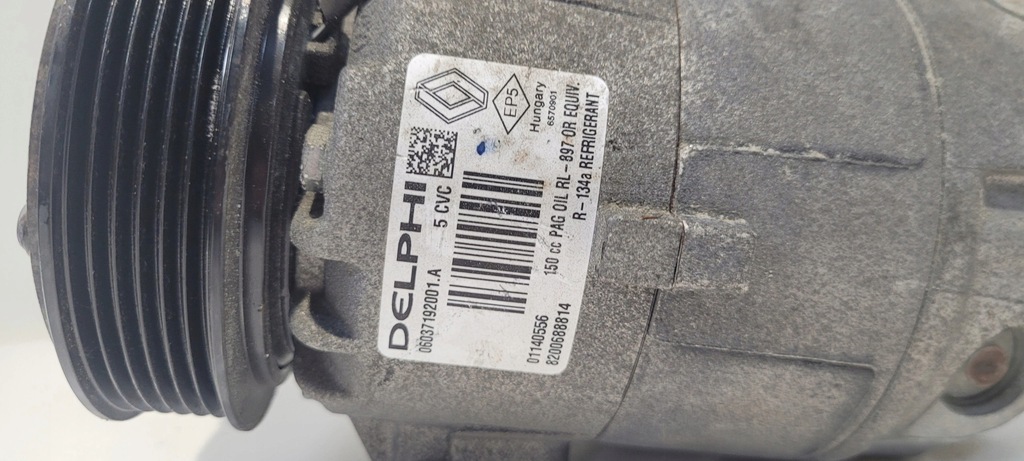 DELPHI
06037192001.A
5 CVC
EP5
Hungary
6570901
01140556
8200688814
150 cc PAG OIL RL-897 OR EQUIV.
R-134a REFRIGERANT